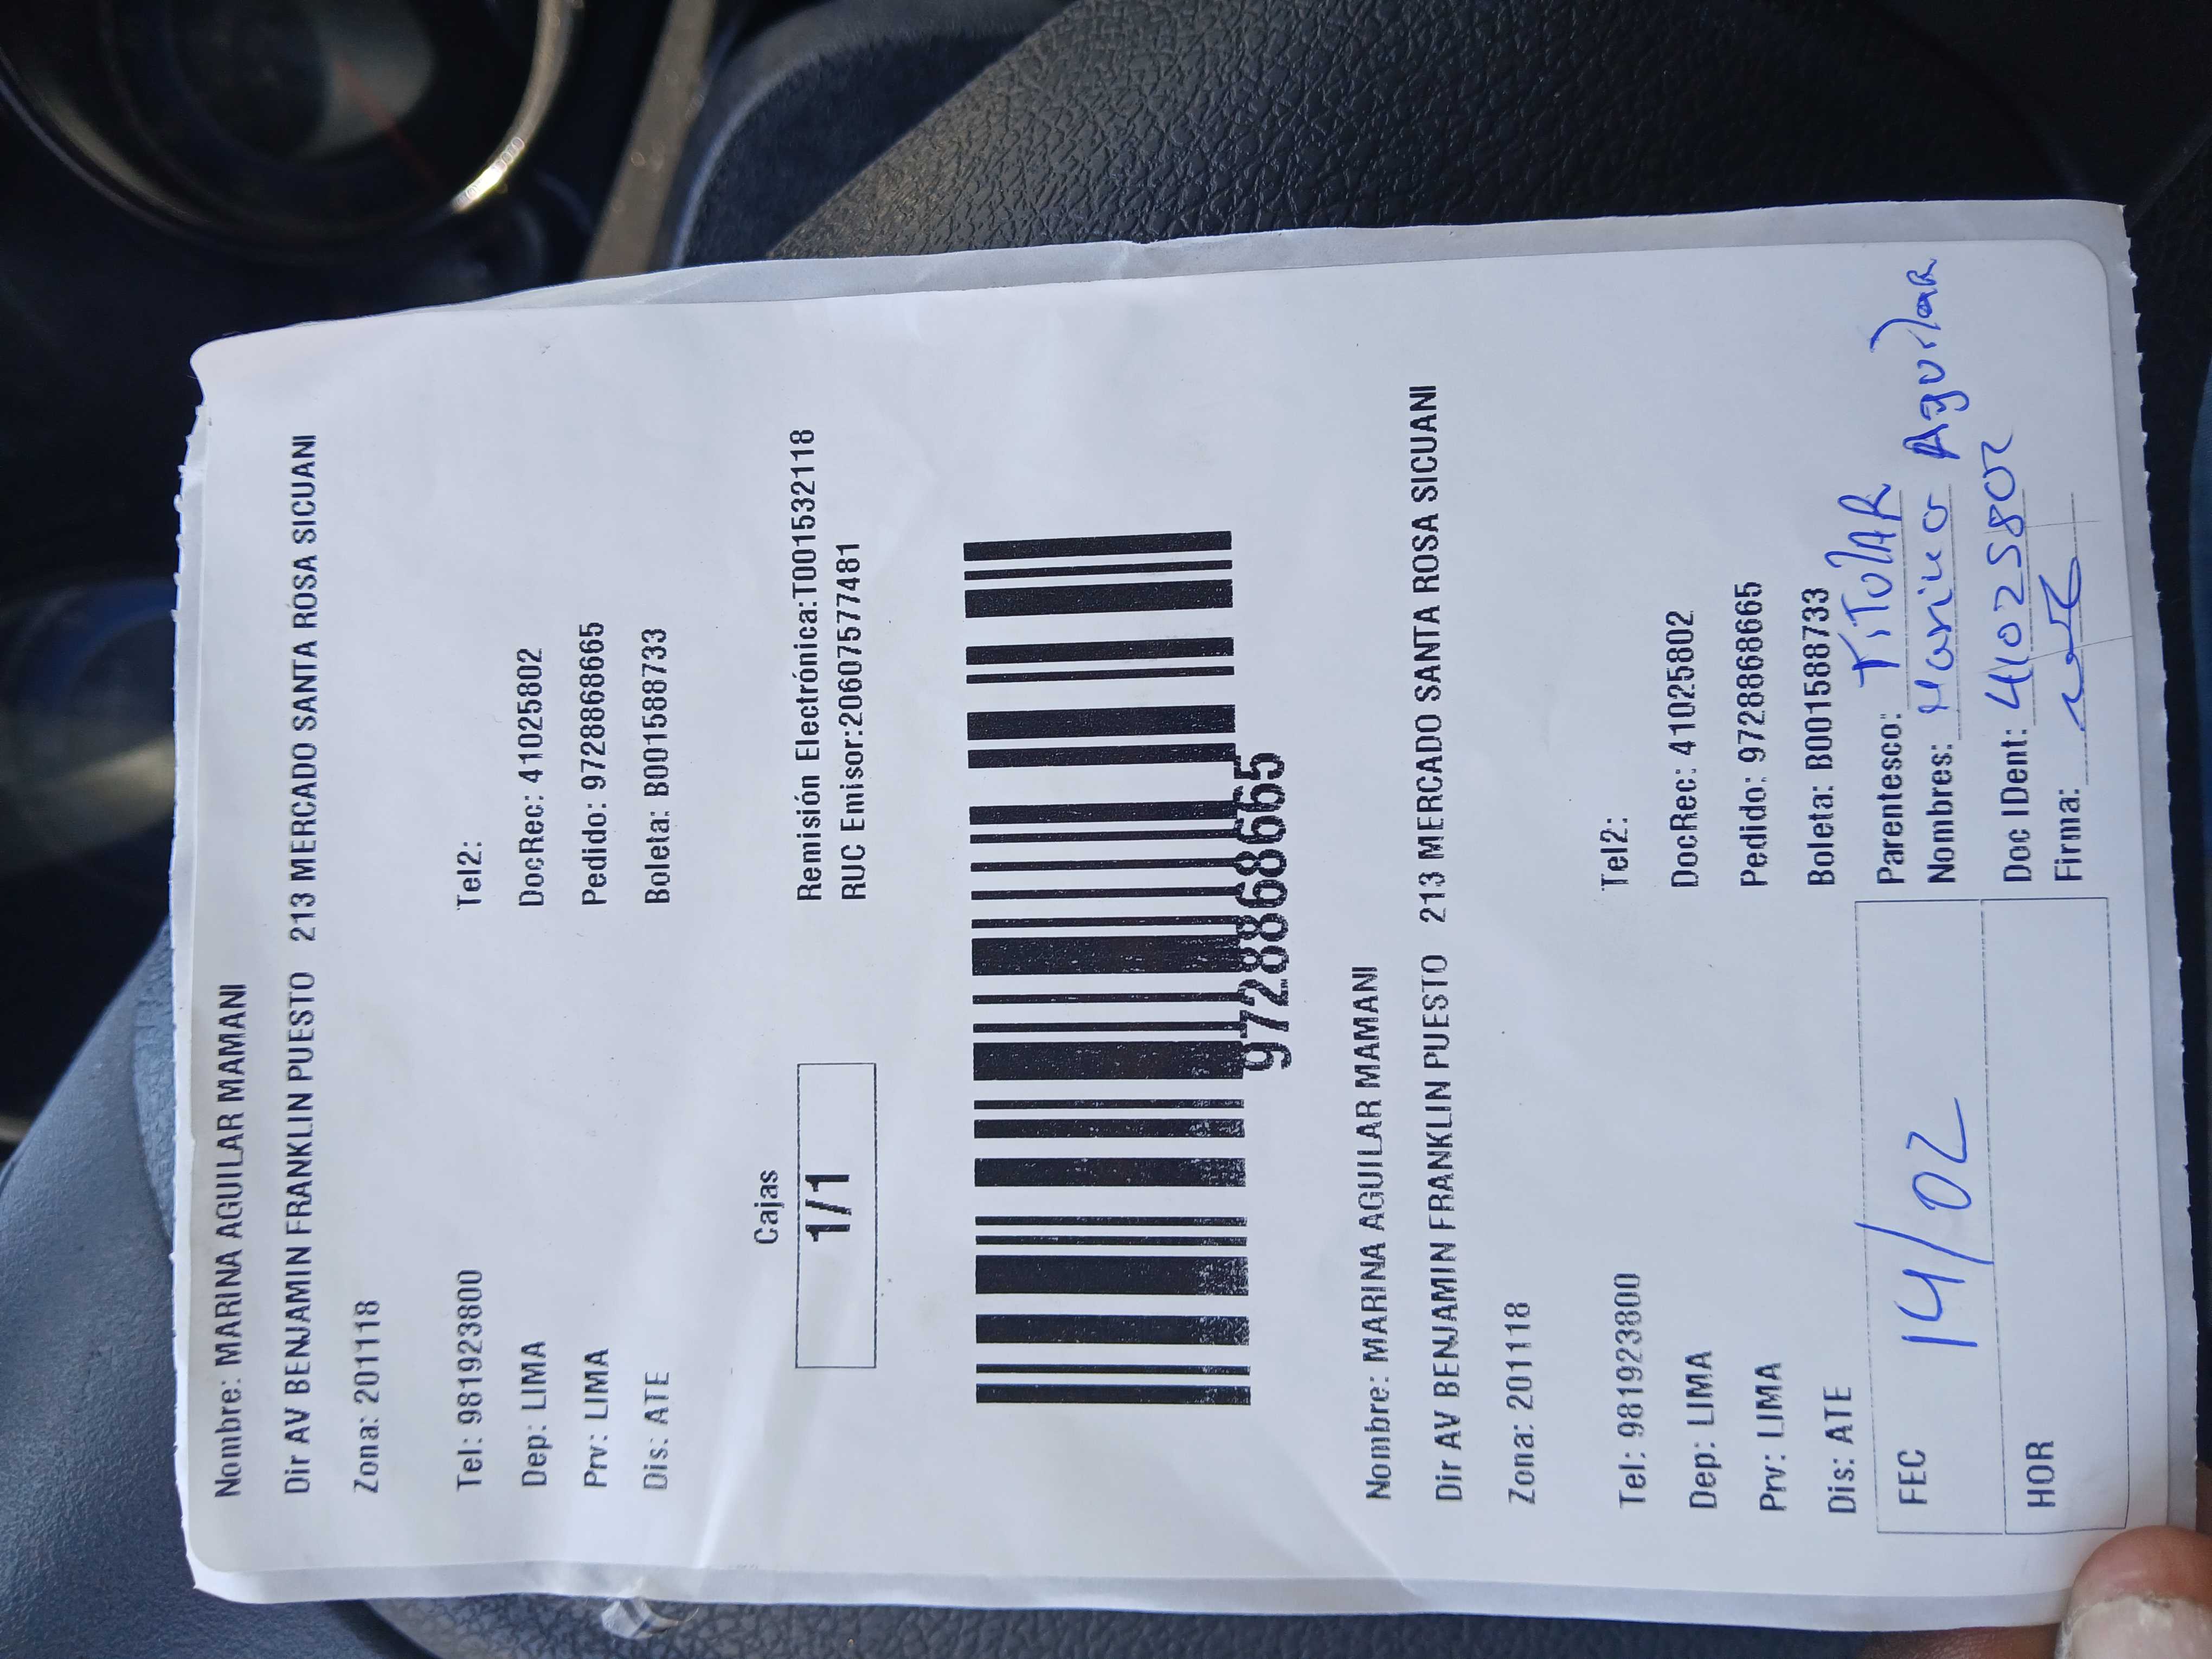 Nombre: MARINA AGUILAR MAMANI
Dir AV BENJAMIN FRANKLIN PUESTO 213 MERCADO SANTA ROSA SICUANI
Zona: 201118
Tel: 981923800 Tel2:
Dep: LIMA DocRec: 41025802
Prv: LIMA Pedido: 972886866​5
Dis: ATE Boleta: B001588733
Cajas
1/1
Remisión Electrónica:T001532118
RUC Emisor:20607577481
9728868665
Nombre: MARINA AGUILAR MAMANI
Dir AV BENJAMIN FRANKLIN PUESTO 213 MERCADO SANTA ROSA SICUANI
Zona: 201118
Tel: 981923800 Tel2:
Dep: LIMA DocRec: 41025802
Prv: LIMA Pedido: 9728868665
Dis: ATE Boleta: B001588733
FEC 14/02
HOR
Parentesco: TiTulAR
Nombres: Marina Aguilar
Doc IDent: 41025802
Firma: